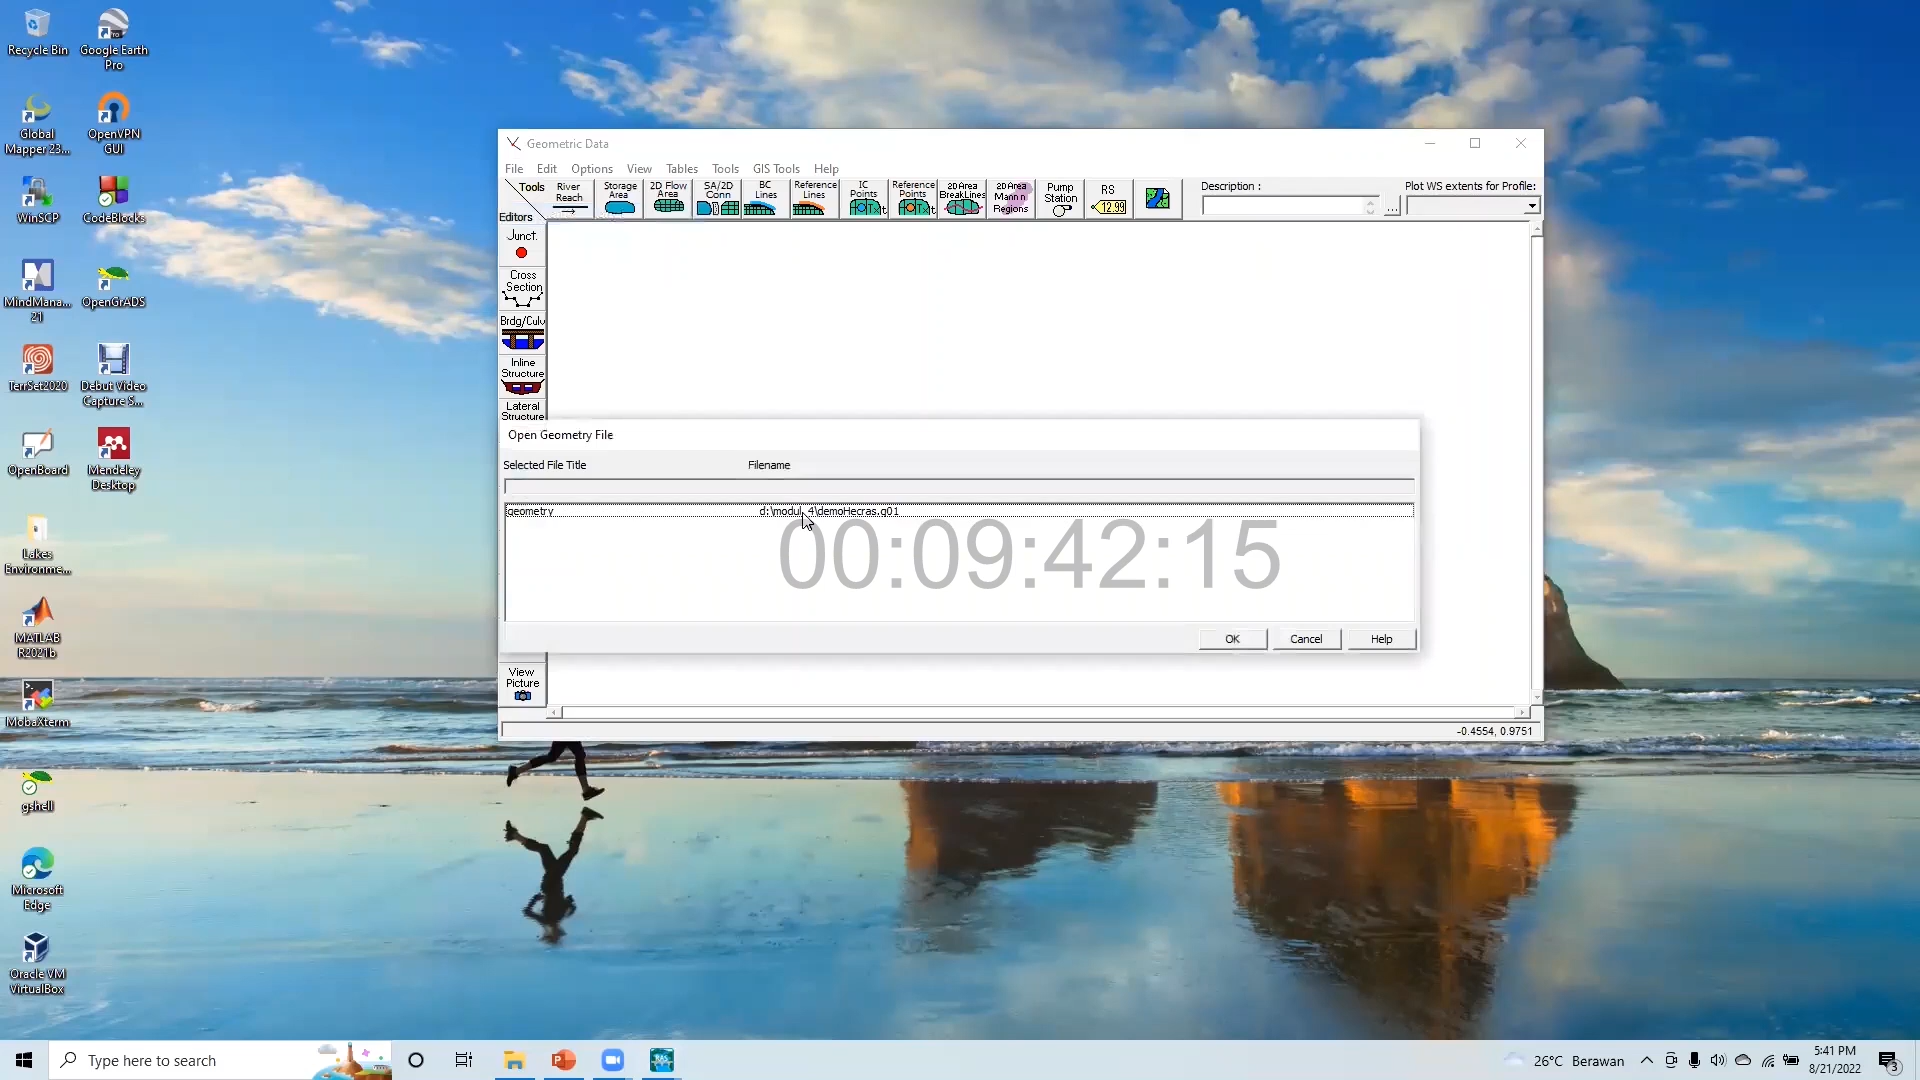 Recycle Bin
Google Earth
Pro
Global
Mapper 23...
OpenVPN
GUI
WinSCP
CodeBlocks
MindMana...
21
OpenGrADS
TerrSet2020
Debut Video
Capture S...
OpenBoard
Mendeley
Desktop
Lakes
Environme...
MATLAB
R2021b
MobaXterm
gshell
Microsoft
Edge
Oracle VM
VirtualBox
Geometric Data
File Edit Options View Tables Tools GIS Tools Help
Tools
Editors
River
Reach
Storage
Area
2D Flow
Area
SA/2D
Conn
BC
Lines
Reference
Lines
IC
Points
Reference
Points
2D Area
BreakLines
2D Area
Mann n
Regions
Pump
Station
RS
12.99
Description :
...
Plot WS extents for Profile:
Junct.
Cross
Section
Brdg/Culv
Inline
Structure
Lateral
Structure
Open Geometry File
Selected File Title Filename
geometry d:\modul_4\demoHecras.g01
00:09:42:15
OK Cancel Help
View
Picture
-0.4554, 0.9751
Type here to search
RAS
26°C Berawan
5:41 PM
8/21/2022
3